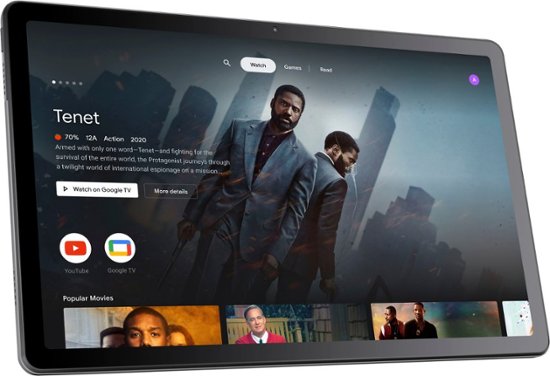 Watch
Games
Read
A
Tenet
70% 12A Action 2020
Armed with only one word—Tenet—and fighting for the
survival of the entire world, the Protagonist journeys through
a twilight world of international espionage on a mission...
Watch on Google TV
More details
YouTube
Google TV
Popular Movies